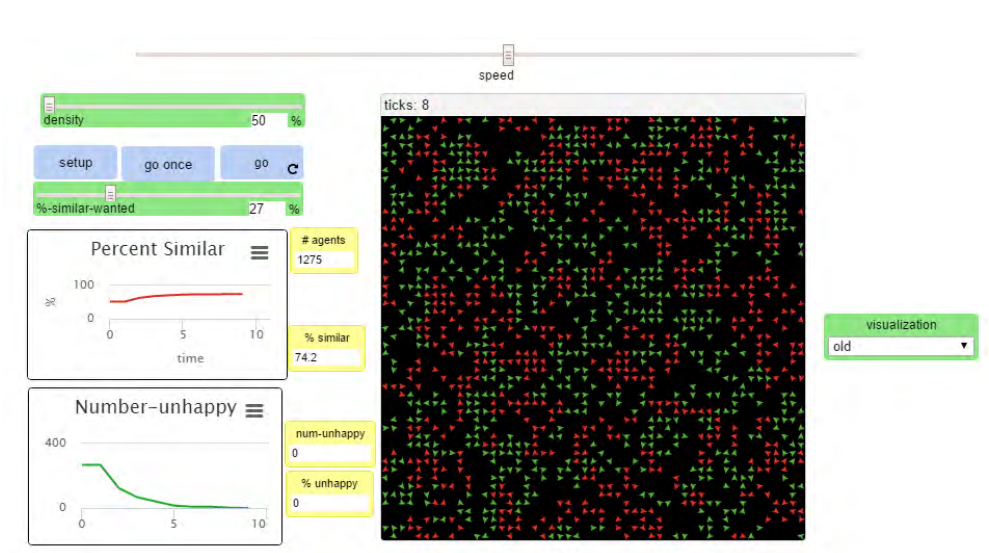 speed
ticks: 8
density 50 %
setup go once go
%-similar-wanted 27 %
Percent Similar
100
0
%
0 5 10
time
# agents
1275
% similar
74.2
Number-unhappy
400
0
0 5 10
num-unhappy
0
% unhappy
0
visualization
old